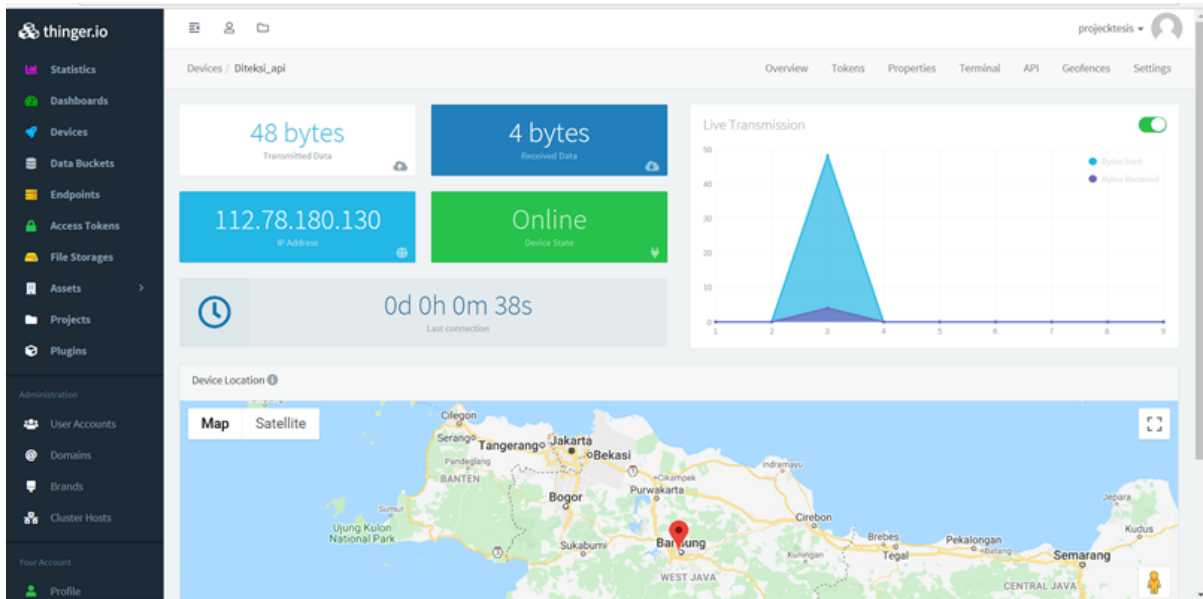 thinger.io
projecktesis
Statistics
Dashboards
Devices
Data Buckets
Endpoints
Access Tokens
File Storages
Assets
Projects
Plugins
Administration
User Accounts
Domains
Brands
Cluster Hosts
Your Account
Profile
Devices / Diteksi_api
Overview Tokens Properties Terminal API Geofences Settings
48 bytes
Transmitted Data
4 bytes
Received Data
112.78.180.130
IP Address
Online
Device State
0d 0h 0m 38s
Last connection
Live Transmission
Bytes Sent
Bytes Received
50
40
30
20
10
0
1 2 3 4 5 6 7 8 9
Device Location
Map Satellite
Cilegon
Serang
Tangerang
Jakarta
Bekasi
Pandeglang
BANTEN
Cikampek
Indramayu
Bogor
Purwakarta
Sumur
Ujung Kulon
National Park
Sukabumi
Bandung
WEST JAVA
Cirebon
Kuningan
Brebes
Tegal
Pekalongan
Batang
Jepara
Kudus
Semarang
CENTRAL JAVA